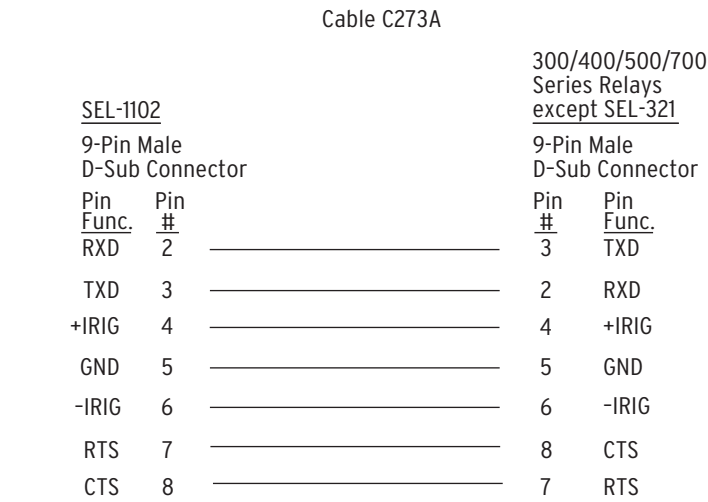 Cable C273A
300/400/500/700
Series Relays
SEL-1102 except SEL-321
9-Pin Male 9-Pin Male
D-Sub Connector D-Sub Connector
Pin Pin Pin Pin
Func. # # Func.
RXD 2 3 TXD
TXD 3 2 RXD
+IRIG 4 4 +IRIG
GND 5 5 GND
-IRIG 6 6 -IRIG
RTS 7 8 CTS
CTS 8 7 RTS